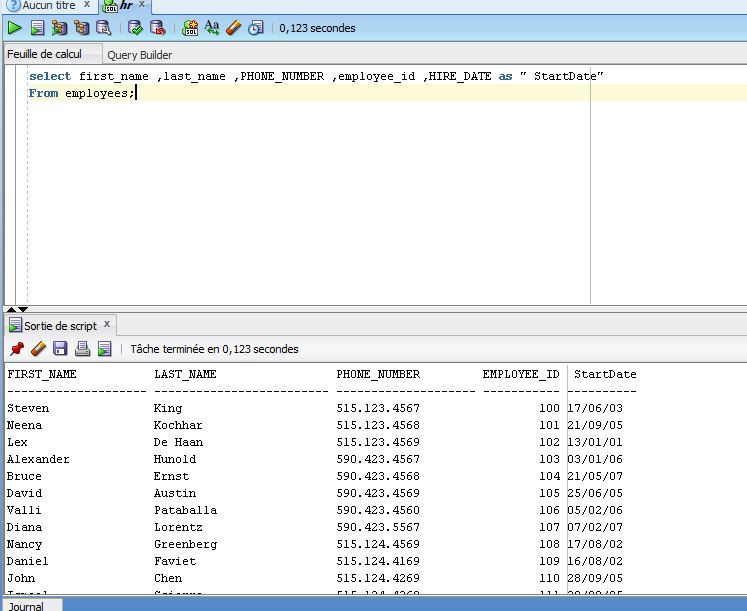 Aucun titre hr
0,123 secondes
Feuille de calcul Query Builder
select first_name ,last_name ,PHONE_NUMBER ,employee_id ,HIRE_DATE as " StartDate"
From employees;
Sortie de script
Tâche terminée en 0,123 secondes
FIRST_NAME LAST_NAME PHONE_NUMBER EMPLOYEE_ID StartDate
Steven King 515.123.4567 100 17/06/03
Neena Kochhar 515.123.4568 101 21/09/05
Lex De Haan 515.123.4569 102 13/01/01
Alexander Hunold 590.423.4567 103 03/01/06
Bruce Ernst 590.423.4568 104 21/05/07
David Austin 590.423.4569 105 25/06/05
Valli Pataballa 590.423.4560 106 05/02/06
Diana Lorentz 590.423.5567 107 07/02/07
Nancy Greenberg 515.124.4569 108 17/08/02
Daniel Faviet 515.124.4169 109 16/08/02
John Chen 515.124.4269 110 28/09/05
Journal